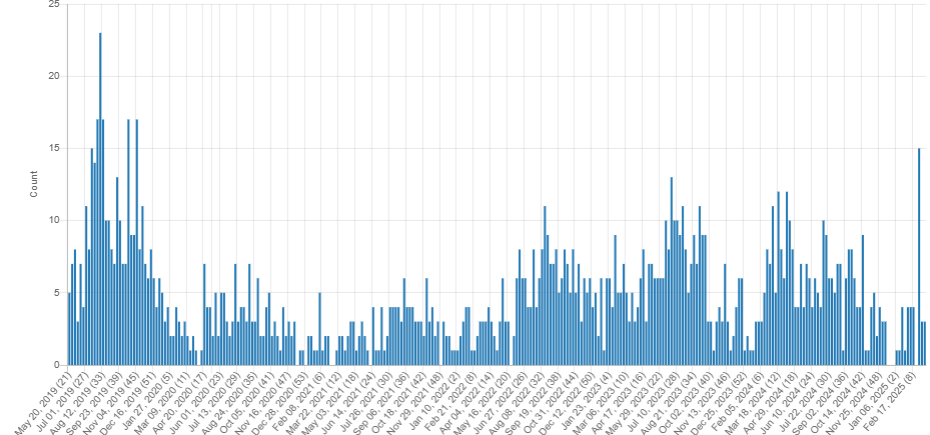 25
20
15
10
5
0
Count
May 20, 2019 (21)
Jul 01, 2019 (27)
Aug 12, 2019 (33)
Sep 23, 2019 (39)
Nov 04, 2019 (45)
Dec 16, 2019 (51)
Jan 27, 2020 (5)
Mar 09, 2020 (11)
Apr 20, 2020 (17)
Jun 01, 2020 (23)
Jul 13, 2020 (29)
Aug 24, 2020 (35)
Oct 05, 2020 (41)
Nov 16, 2020 (47)
Dec 28, 2020 (53)
Feb 08, 2021 (6)
Mar 22, 2021 (12)
May 03, 2021 (18)
Jun 14, 2021 (24)
Jul 26, 2021 (30)
Sep 06, 2021 (36)
Oct 18, 2021 (42)
Nov 29, 2021 (48)
Jan 10, 2022 (2)
Feb 21, 2022 (8)
Apr 04, 2022 (14)
May 16, 2022 (20)
Jun 27, 2022 (26)
Aug 08, 2022 (32)
Sep 19, 2022 (38)
Oct 31, 2022 (44)
Dec 12, 2022 (50)
Jan 23, 2023 (4)
Mar 06, 2023 (10)
Apr 17, 2023 (16)
May 29, 2023 (22)
Jul 10, 2023 (28)
Aug 21, 2023 (34)
Oct 02, 2023 (40)
Nov 13, 2023 (46)
Dec 25, 2023 (52)
Feb 05, 2024 (6)
Mar 18, 2024 (12)
Apr 29, 2024 (18)
Jun 10, 2024 (24)
Jul 22, 2024 (30)
Sep 02, 2024 (36)
Oct 14, 2024 (42)
Nov 25, 2024 (48)
Jan 06, 2025 (2)
Feb 17, 2025 (8)